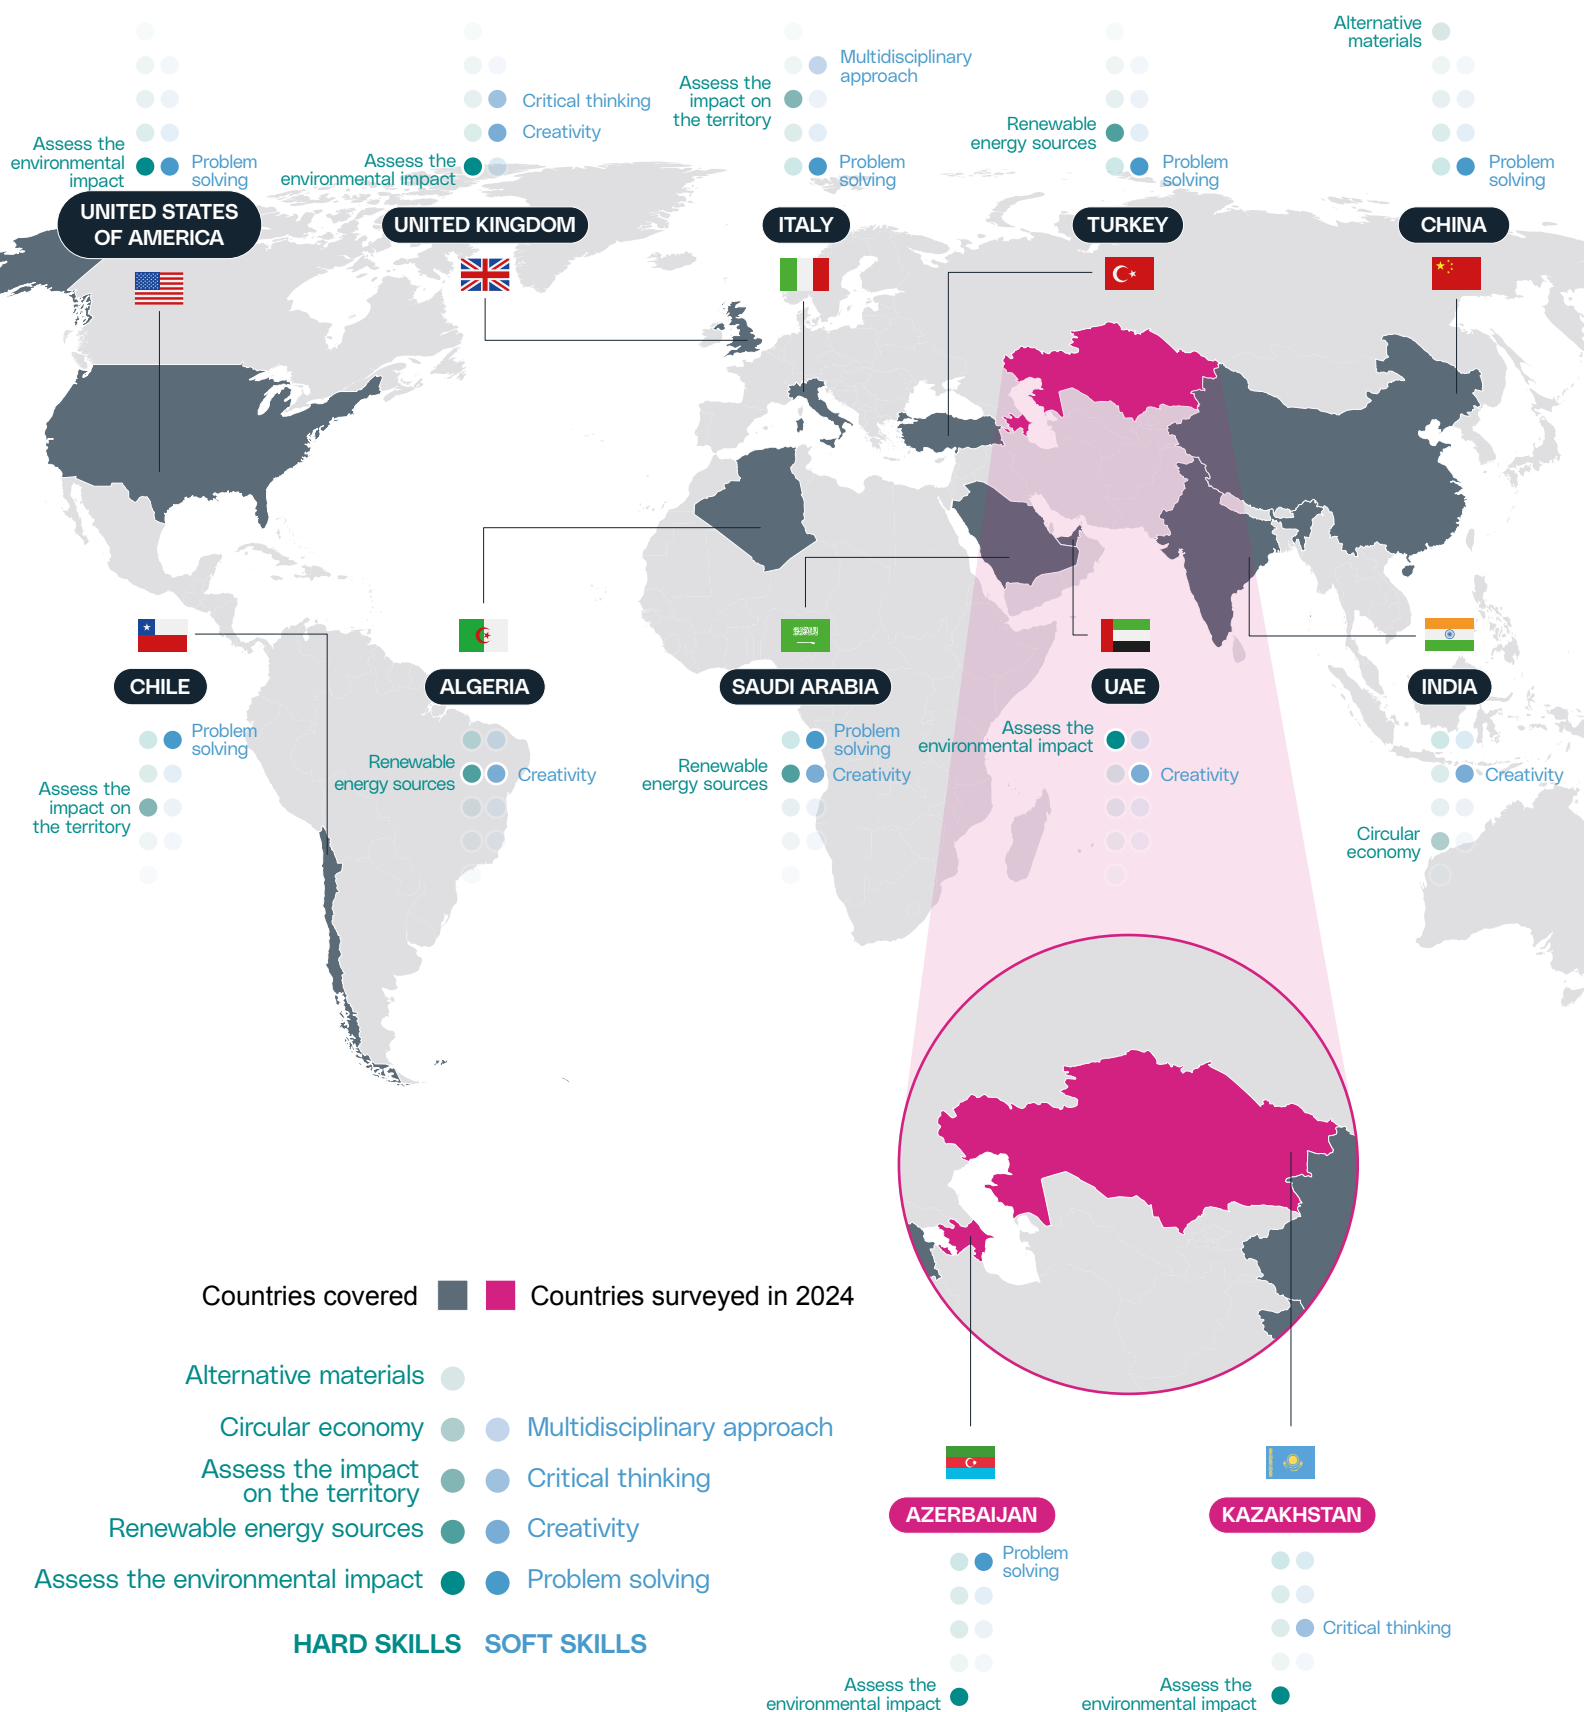 Assess the
environmental
impact
Problem
solving
UNITED STATES
OF AMERICA
Critical thinking
Creativity
Assess the
environmental impact
UNITED KINGDOM
Multidisciplinary
approach
Assess the
impact on
the territory
Problem
solving
ITALY
Renewable
energy sources
Problem
solving
TURKEY
Alternative
materials
Problem
solving
CHINA
CHILE
Problem
solving
Assess the
impact on
the territory
ALGERIA
Renewable
energy sources
Creativity
SAUDI ARABIA
Problem
solving
Renewable
energy sources
Creativity
UAE
Assess the
environmental impact
Creativity
INDIA
Creativity
Circular
economy
Countries covered
Countries surveyed in 2024
Alternative materials
Circular economy
Multidisciplinary approach
Assess the impact
on the territory
Critical thinking
Renewable energy sources
Creativity
Assess the environmental impact
Problem solving
HARD SKILLS
SOFT SKILLS
AZERBAIJAN
Problem
solving
Assess the
environmental impact
KAZAKHSTAN
Critical thinking
Assess the
environmental impact